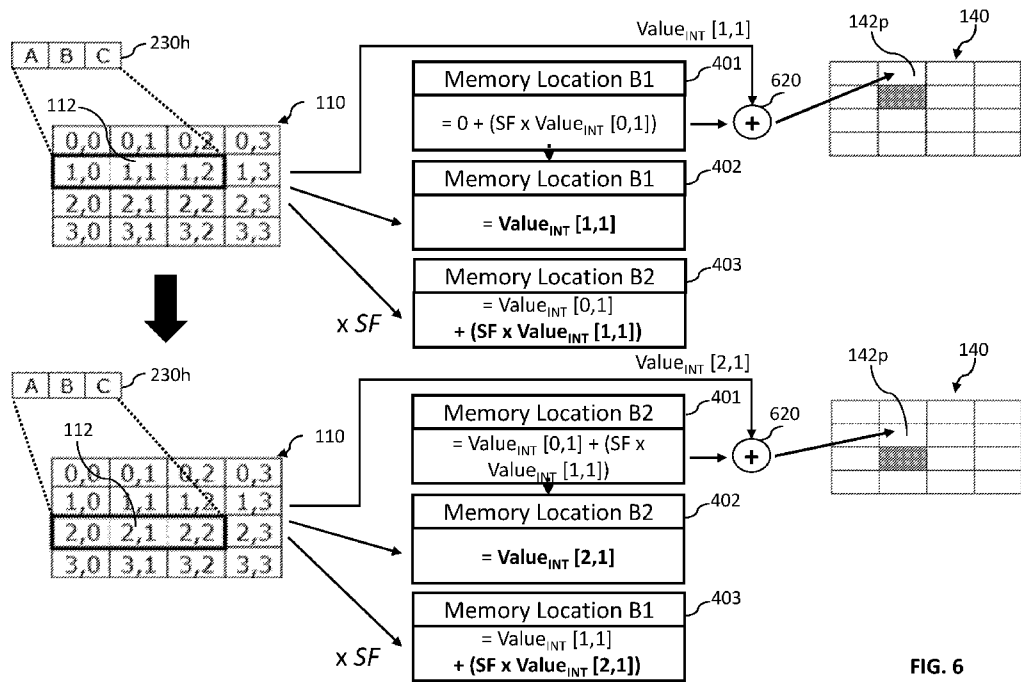 Value_INT [1,1]
142p
140
A B C
230h
Memory Location B1
401
112
110
= 0 + (SF x Value_INT [0,1])
+
620
0,0 0,1 0,2 0,3
1,0 1,1 1,2 1,3
2,0 2,1 2,2 2,3
3,0 3,1 3,2 3,3
Memory Location B1
402
= Value_INT [1,1]
Memory Location B2
403
= Value_INT [0,1]
+ (SF x Value_INT [1,1])
x SF
Value_INT [2,1]
142p
140
A B C
230h
Memory Location B2
401
112
110
= Value_INT [0,1] + (SF x
Value_INT [1,1])
+
620
0,0 0,1 0,2 0,3
1,0 1,1 1,2 1,3
2,0 2,1 2,2 2,3
3,0 3,1 3,2 3,3
Memory Location B2
402
= Value_INT [2,1]
Memory Location B1
403
= Value_INT [1,1]
+ (SF x Value_INT [2,1])
x SF
FIG. 6